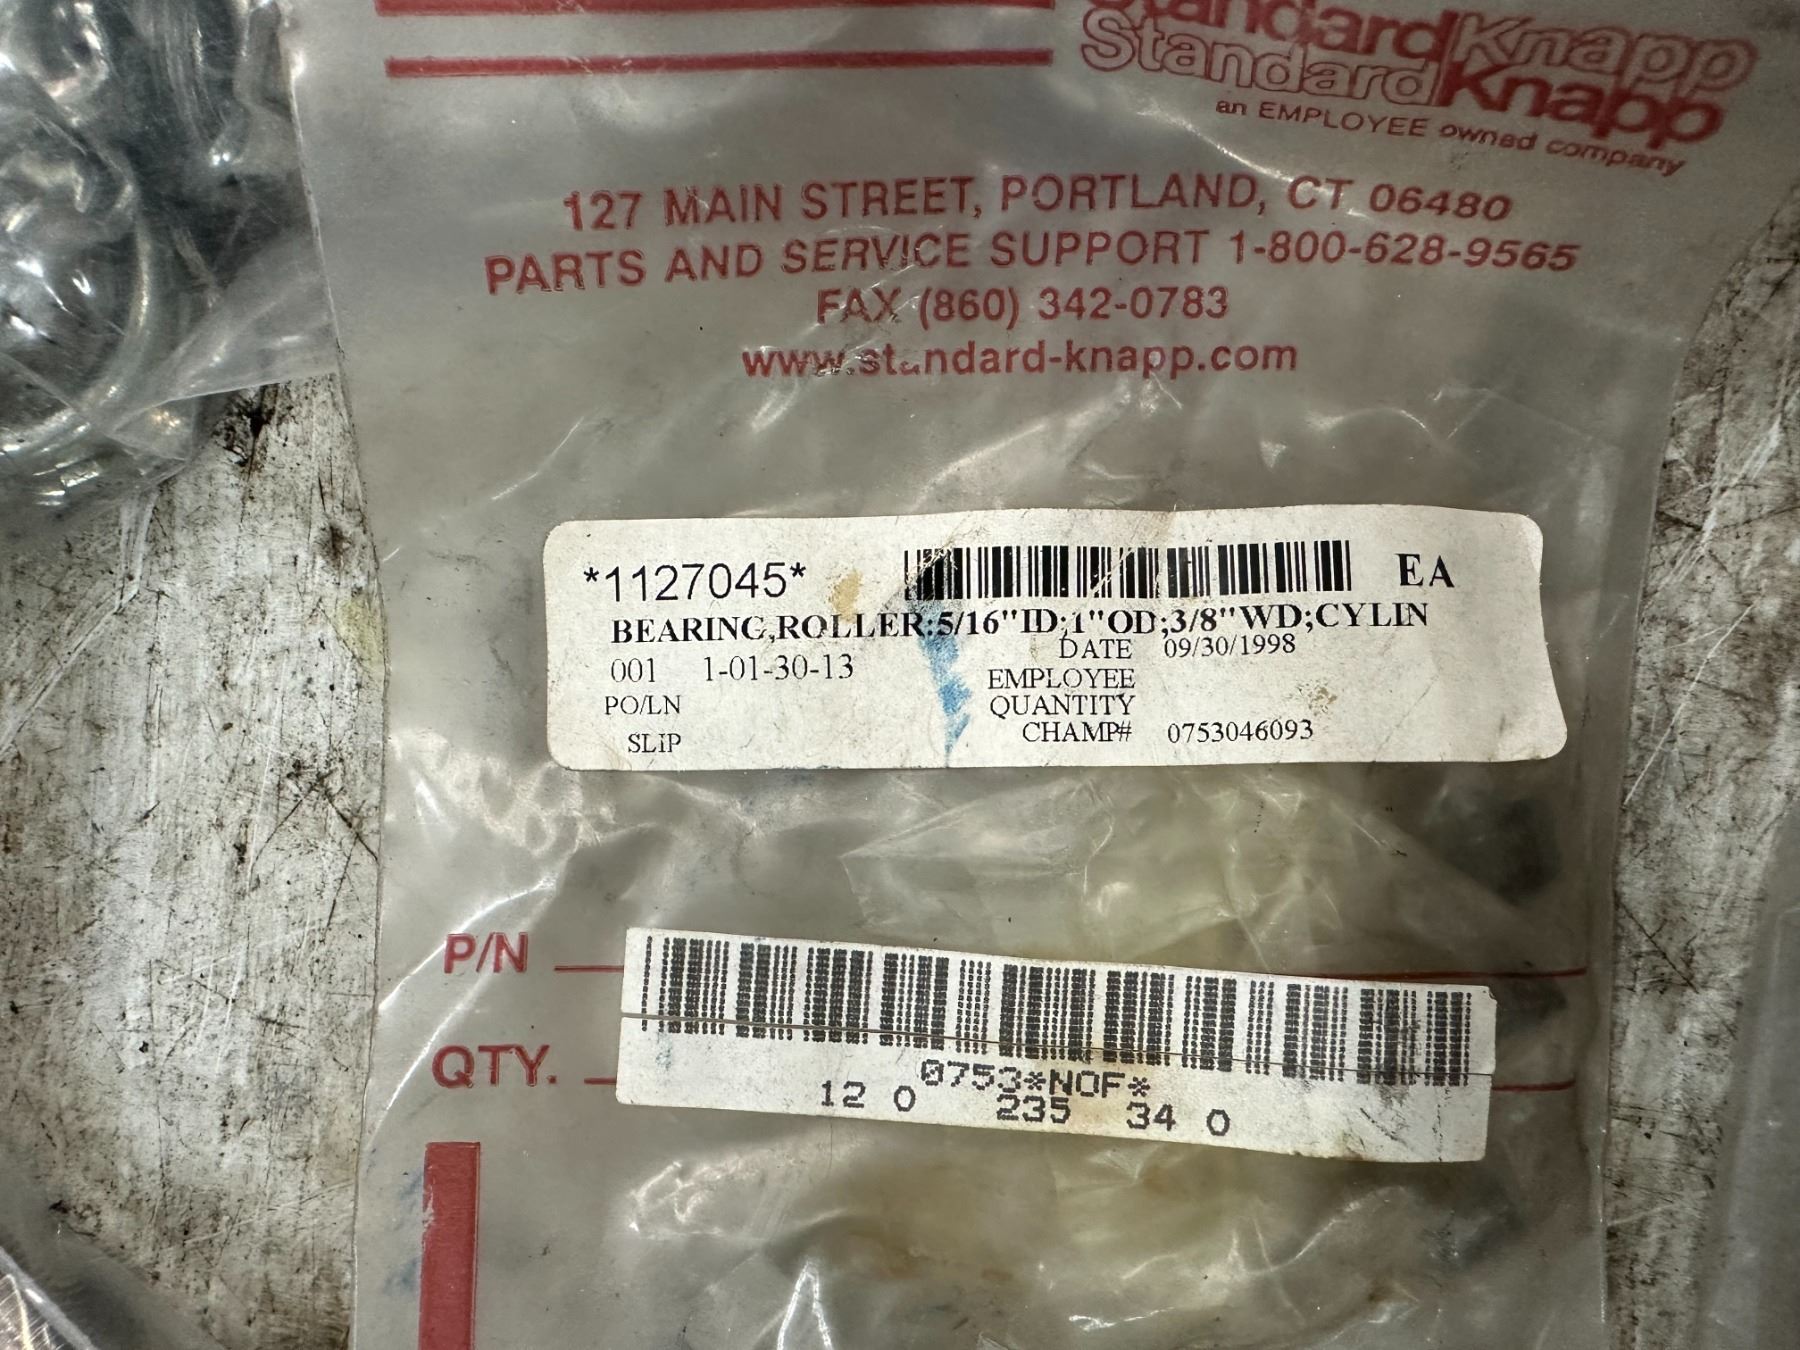 StandardKnapp
StandardKnapp
an EMPLOYEE owned company
127 MAIN STREET, PORTLAND, CT 06480
PARTS AND SERVICE SUPPORT 1-800-628-9565
FAX (860) 342-0783
www.standard-knapp.com
*1127045* EA
BEARING,ROLLER:5/16"ID;1"OD;3/8"WD;CYLIN
DATE 09/30/1998
001 1-01-30-13
EMPLOYEE
PO/LN QUANTITY
CHAMP# 0753046093
SLIP
P/N
QTY.
0753*NOF*
12 0 235 34 0